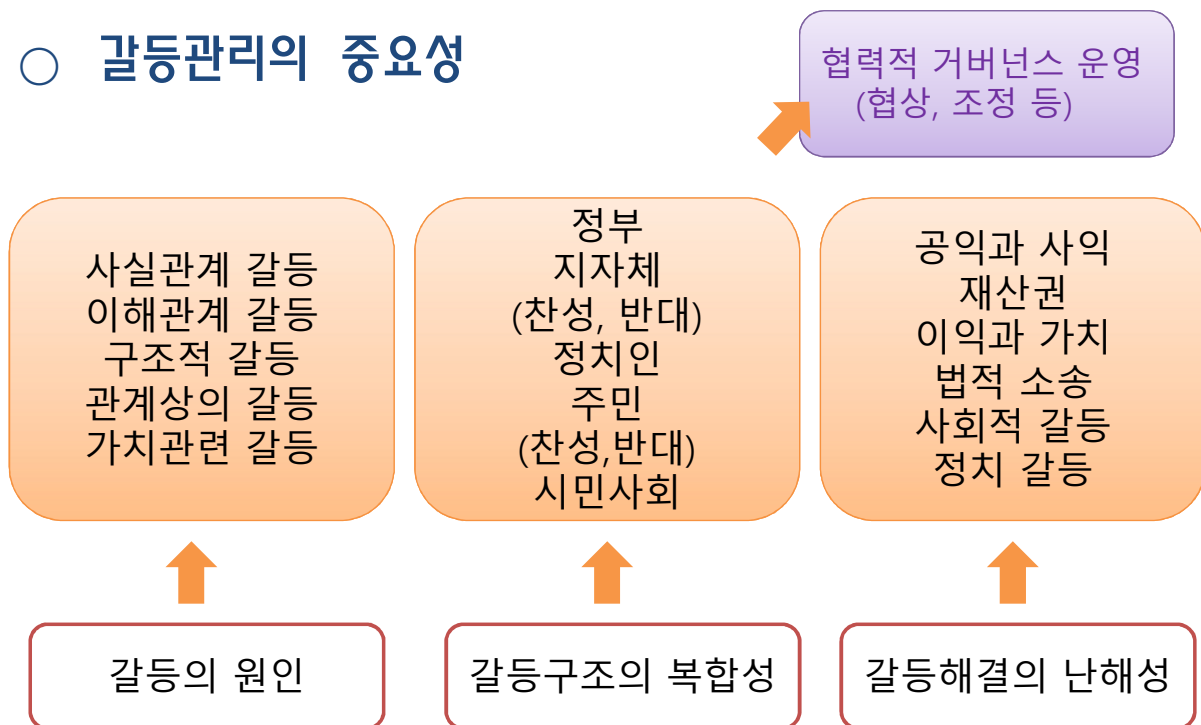 ○ 갈등관리의 중요성
협력적 거버넌스 운영
(협상, 조정 등)
사실관계 갈등
이해관계 갈등
구조적 갈등
관계상의 갈등
가치관련 갈등
정부
지자체
(찬성, 반대)
정치인
주민
(찬성,반대)
시민사회
공익과 사익
재산권
이익과 가치
법적 소송
사회적 갈등
정치 갈등
갈등의 원인
갈등구조의 복합성
갈등해결의 난해성